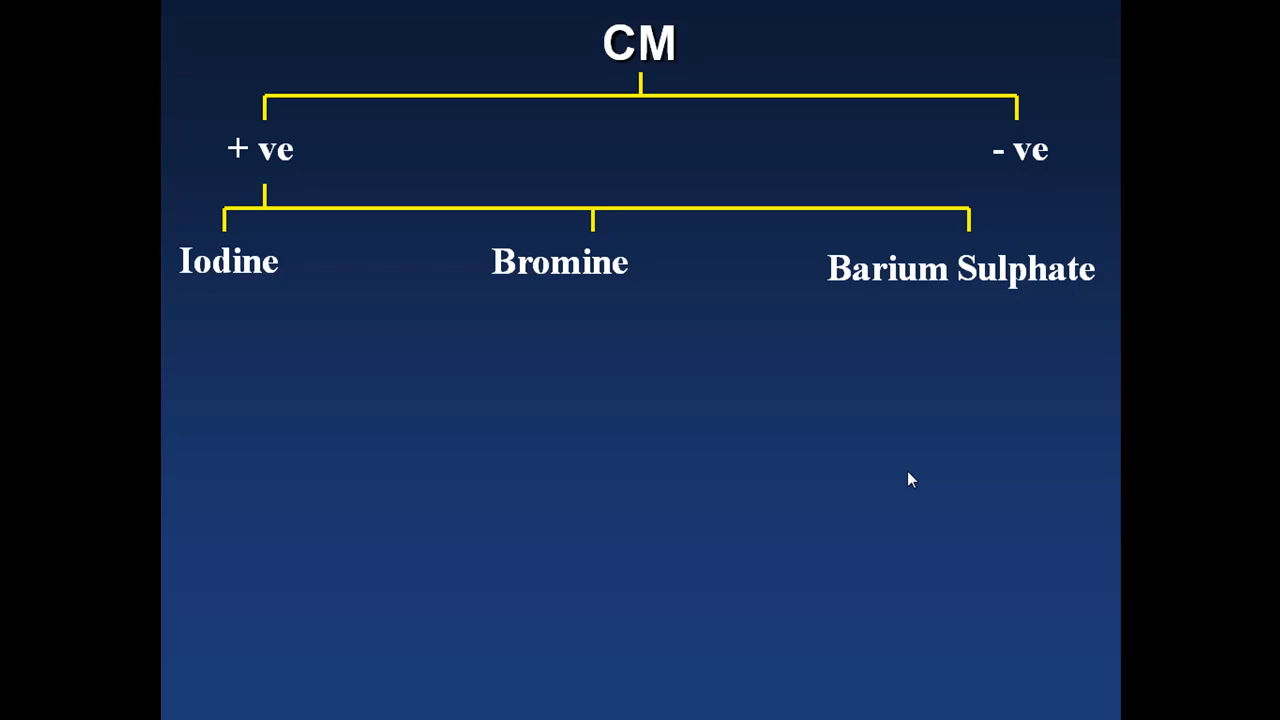 CM
+ ve
- ve
Iodine
Bromine
Barium Sulphate